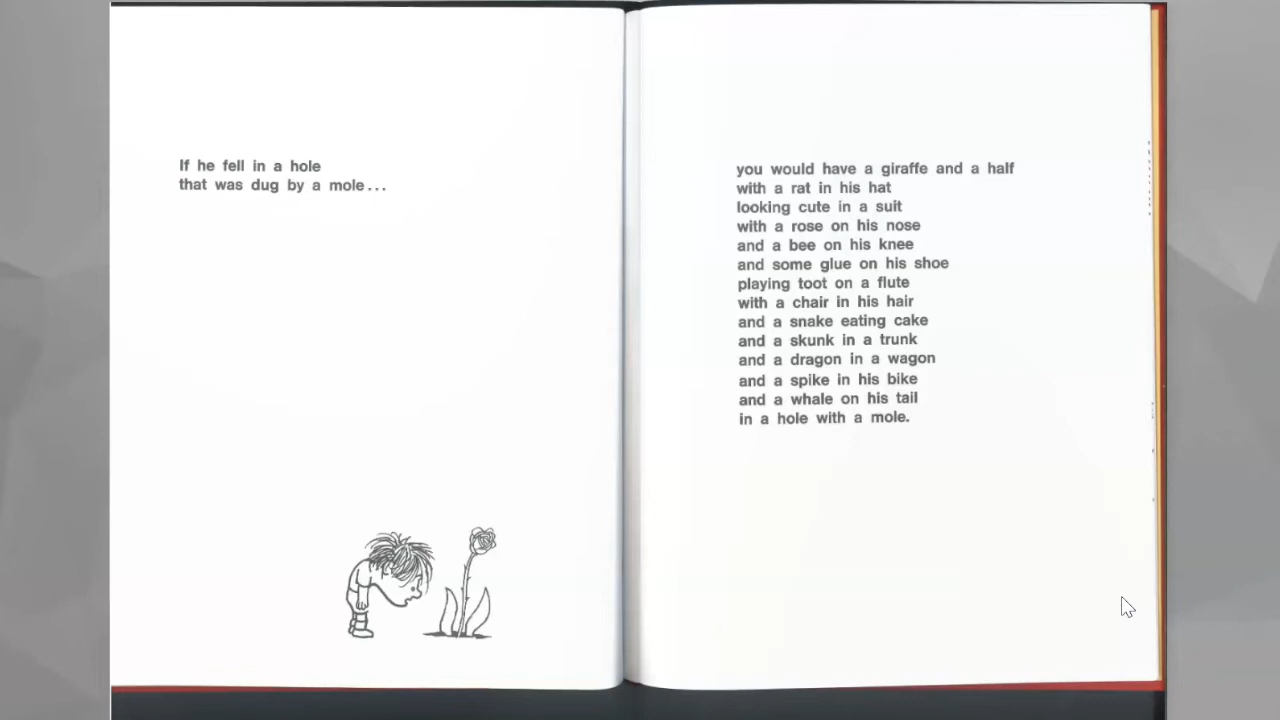 If he fell in a hole
that was dug by a mole...
you would have a giraffe and a half
with a rat in his hat
looking cute in a suit
with a rose on his nose
and a bee on his knee
and some glue on his shoe
playing toot on a flute
with a chair in his hair
and a snake eating cake
and a skunk in a trunk
and a dragon in a wagon
and a spike in his bike
and a whale on his tail
in a hole with a mole.